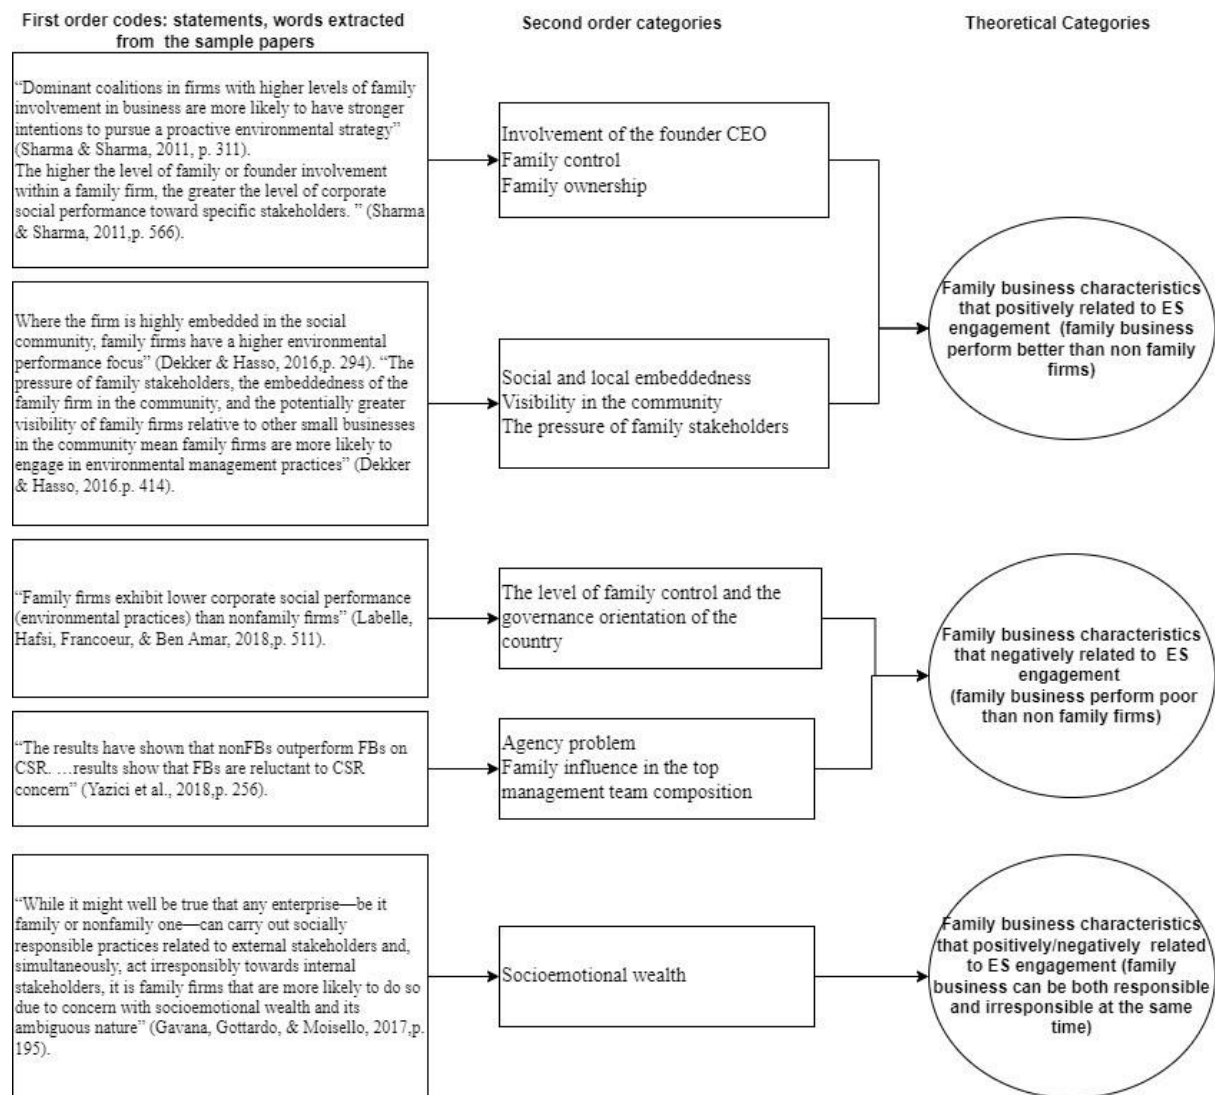 First order codes: statements, words extracted
from the sample papers
Second order categories
Theoretical Categories
“Dominant coalitions in firms with higher levels of family
involvement in business are more likely to have stronger
intentions to pursue a proactive environmental strategy”
(Sharma & Sharma, 2011, p. 311).
The higher the level of family or founder involvement
within a family firm, the greater the level of corporate
social performance toward specific stakeholders. ” (Sharma
& Sharma, 2011,p. 566).
Involvement of the founder CEO
Family control
Family ownership
Family business characteristics
that positively related to ES
engagement (family business
perform better than non family
firms)
Where the firm is highly embedded in the social
community, family firms have a higher environmental
performance focus” (Dekker & Hasso, 2016,p. 294). “The
pressure of family stakeholders, the embeddedness of the
family firm in the community, and the potentially greater
visibility of family firms relative to other small businesses
in the community mean family firms are more likely to
engage in environmental management practices” (Dekker
& Hasso, 2016.p. 414).
Social and local embeddedness
Visibility in the community
The pressure of family stakeholders
“Family firms exhibit lower corporate social performance
(environmental practices) than nonfamily firms” (Labelle,
Hafsi, Francoeur, & Ben Amar, 2018,p. 511).
The level of family control and the
governance orientation of the
country
Family business characteristics
that negatively related to ES
engagement
(family business perform poor
than non family firms)
“The results have shown that nonFBs outperform FBs on
CSR. …results show that FBs are reluctant to CSR
concern” (Yazici et al., 2018,p. 256).
Agency problem
Family influence in the top
management team composition
“While it might well be true that any enterprise—be it
family or nonfamily one—can carry out socially
responsible practices related to external stakeholders and,
simultaneously, act irresponsibly towards internal
stakeholders, it is family firms that are more likely to do so
due to concern with socioemotional wealth and its
ambiguous nature” (Gavana, Gottardo, & Moisello, 2017,p.
195).
Socioemotional wealth
Family business characteristics
that positively/negatively related
to ES engagement (family
business can be both responsible
and irresponsible at the same
time)